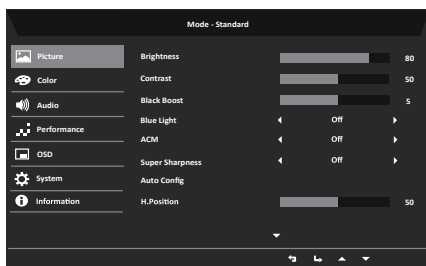 Mode - Standard
Picture
Brightness 80
Color
Contrast 50
Audio
Black Boost 5
Performance
Blue Light Off
ACM Off
OSD
Super Sharpness Off
System
Auto Config
Information
H.Position 50